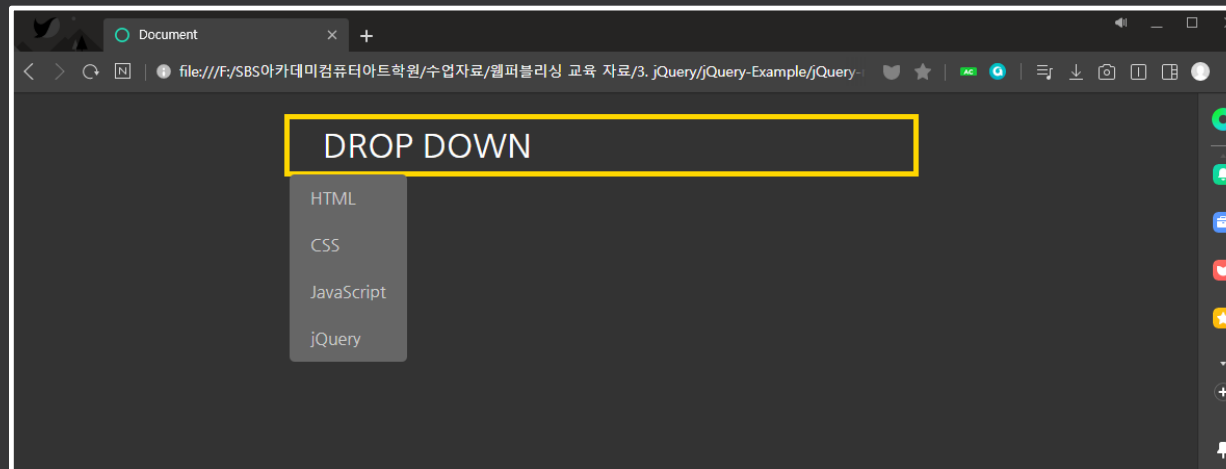 Document
file:///F:/SBS아카데미컴퓨터아트학원/수업자료/웹퍼블리싱 교육 자료/3. jQuery/jQuery-Example/jQuery-
DROP DOWN
HTML
CSS
JavaScript
jQuery